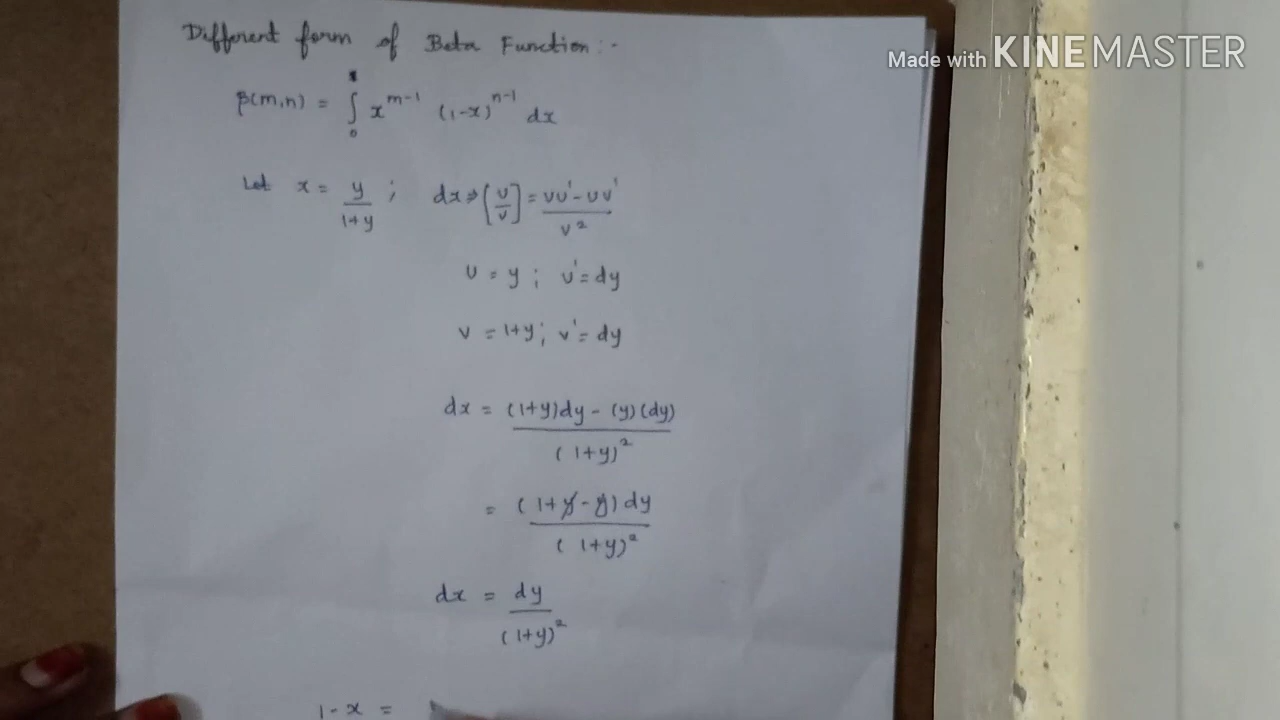 Different form of Beta Function :-
Made with KINEMASTER
β(m,n) = ∫₀¹ x^(m-1) (1-x)^(n-1) dx
Let x = y/(1+y) ; dx ⇒ [U/V] = (VU' - UV')/V²
U = y ; U' = dy
V = 1+y ; V' = dy
dx = ((1+y)dy - (y)(dy))/(1+y)²
= (1+y-y)dy/(1+y)²
dx = dy/(1+y)²
1-x =